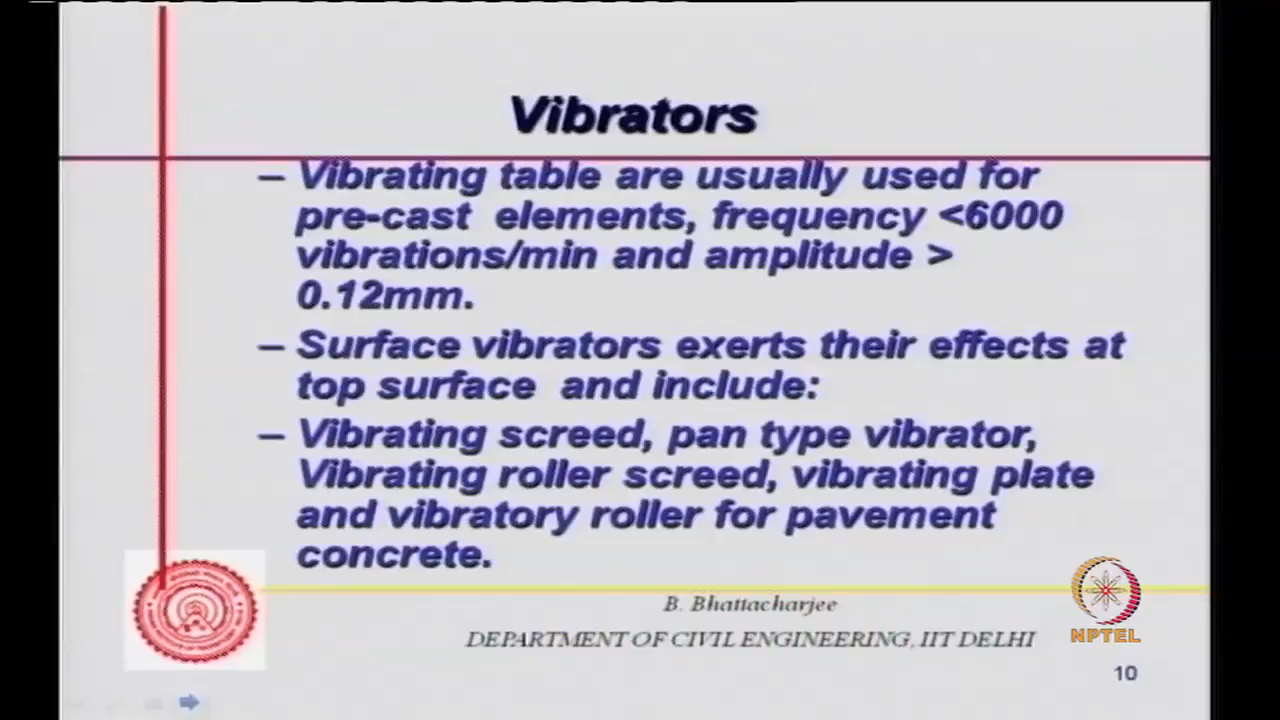 Vibrators
– Vibrating table are usually used for
pre-cast elements, frequency <6000
vibrations/min and amplitude >
0.12mm.
– Surface vibrators exerts their effects at
top surface and include:
– Vibrating screed, pan type vibrator,
Vibrating roller screed, vibrating plate
and vibratory roller for pavement
concrete.
B. Bhattacharjee
DEPARTMENT OF CIVIL ENGINEERING, IIT DELHI
NPTEL
10